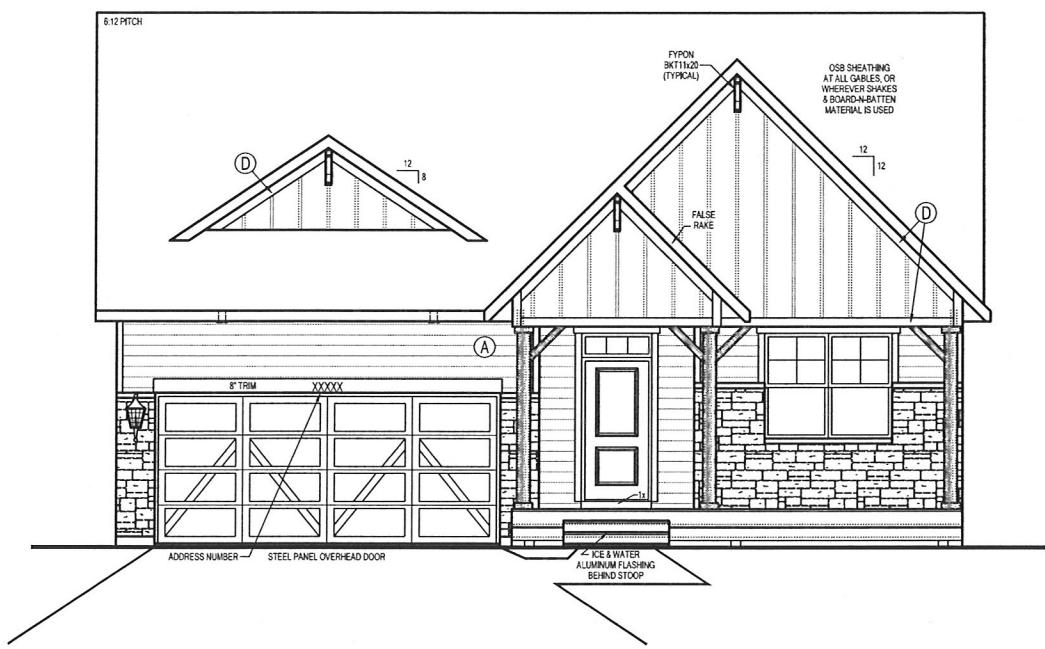 6:12 PITCH
FYPON
BKT11x20
(TYPICAL)
OSB SHEATHING
AT ALL GABLES, OR
WHEREVER SHAKES
& BOARD-N-BATTEN
MATERIAL IS USED
D
12
8
12
12
FALSE
RAKE
D
A
8" TRIM
XXXXX
1x
ADDRESS NUMBER
STEEL PANEL OVERHEAD DOOR
ICE & WATER
ALUMINUM FLASHING
BEHIND STOOP